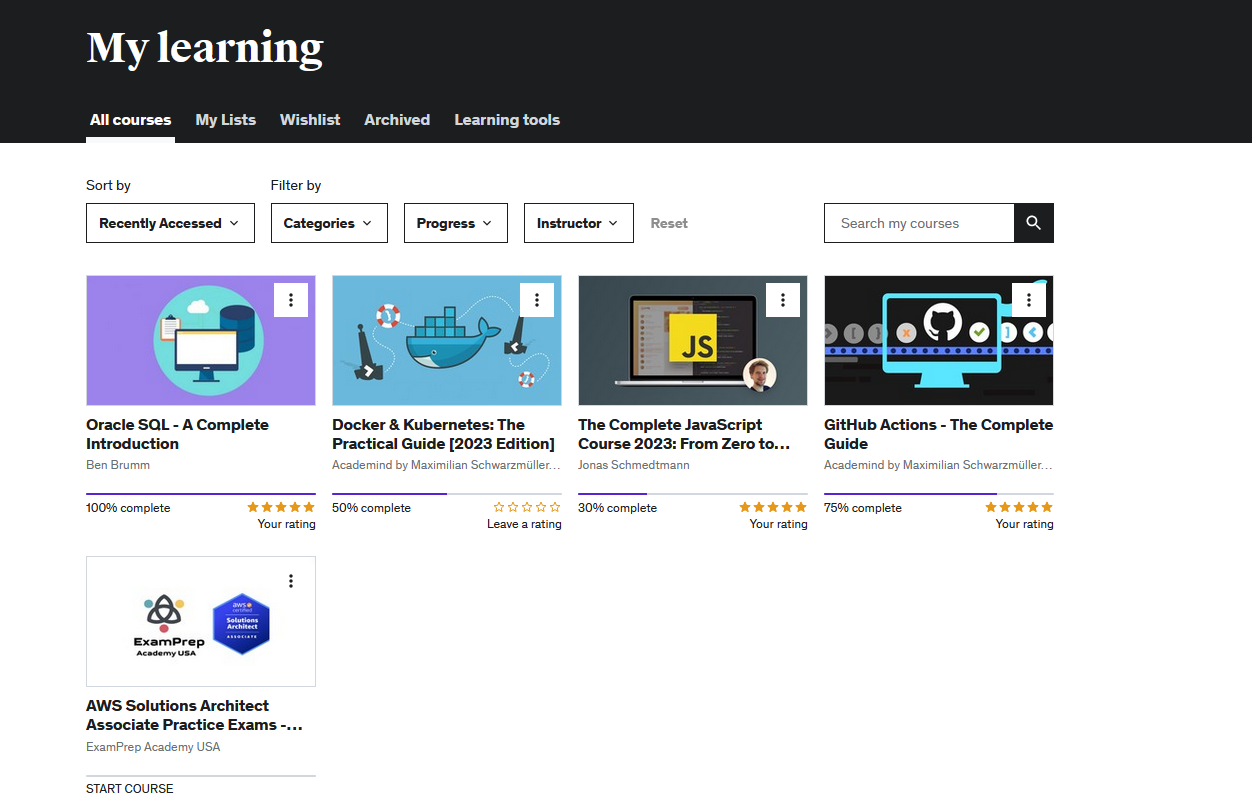 My learning
All courses
My Lists
Wishlist
Archived
Learning tools
Sort by
Filter by
Recently Accessed
Categories
Progress
Instructor
Reset
Search my courses
JS
Oracle SQL - A Complete
Introduction
Ben Brumm
100% complete
Your rating
Docker & Kubernetes: The
Practical Guide [2023 Edition]
Academind by Maximilian Schwarzmüller...
50% complete
Leave a rating
The Complete JavaScript
Course 2023: From Zero to...
Jonas Schmedtmann
30% complete
Your rating
GitHub Actions - The Complete
Guide
Academind by Maximilian Schwarzmüller...
75% complete
Your rating
ExamPrep
Academy USA
aws
certified
Solutions
Architect
ASSOCIATE
AWS Solutions Architect
Associate Practice Exams -...
ExamPrep Academy USA
START COURSE